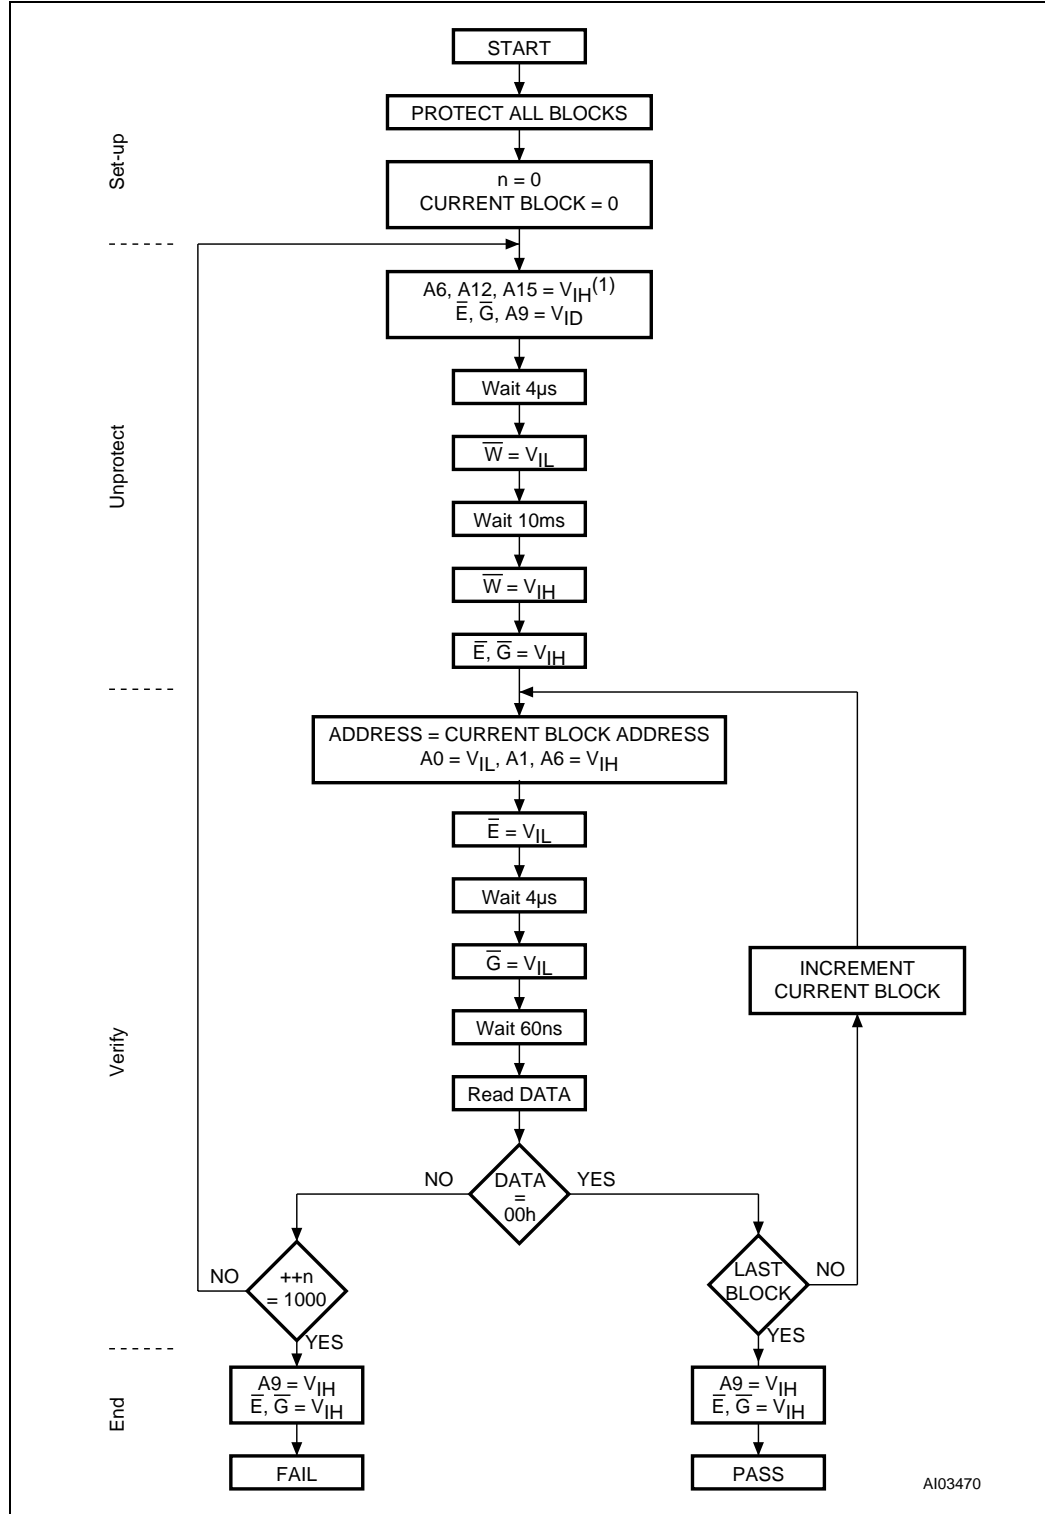 START
PROTECT ALL BLOCKS
Set-up
n = 0
CURRENT BLOCK = 0
A6, A12, A15 = VIH(1)
E̅, G̅, A9 = VID
Wait 4µs
W̅ = VIL
Unprotect
Wait 10ms
W̅ = VIH
E̅, G̅ = VIH
ADDRESS = CURRENT BLOCK ADDRESS
A0 = VIL, A1, A6 = VIH
E̅ = VIL
Wait 4µs
G̅ = VIL
INCREMENT
CURRENT BLOCK
Wait 60ns
Verify
Read DATA
NO
DATA
=
00h
YES
NO
++n
= 1000
YES
LAST
BLOCK
NO
YES
End
A9 = VIH
E̅, G̅ = VIH
A9 = VIH
E̅, G̅ = VIH
FAIL
PASS
AI03470